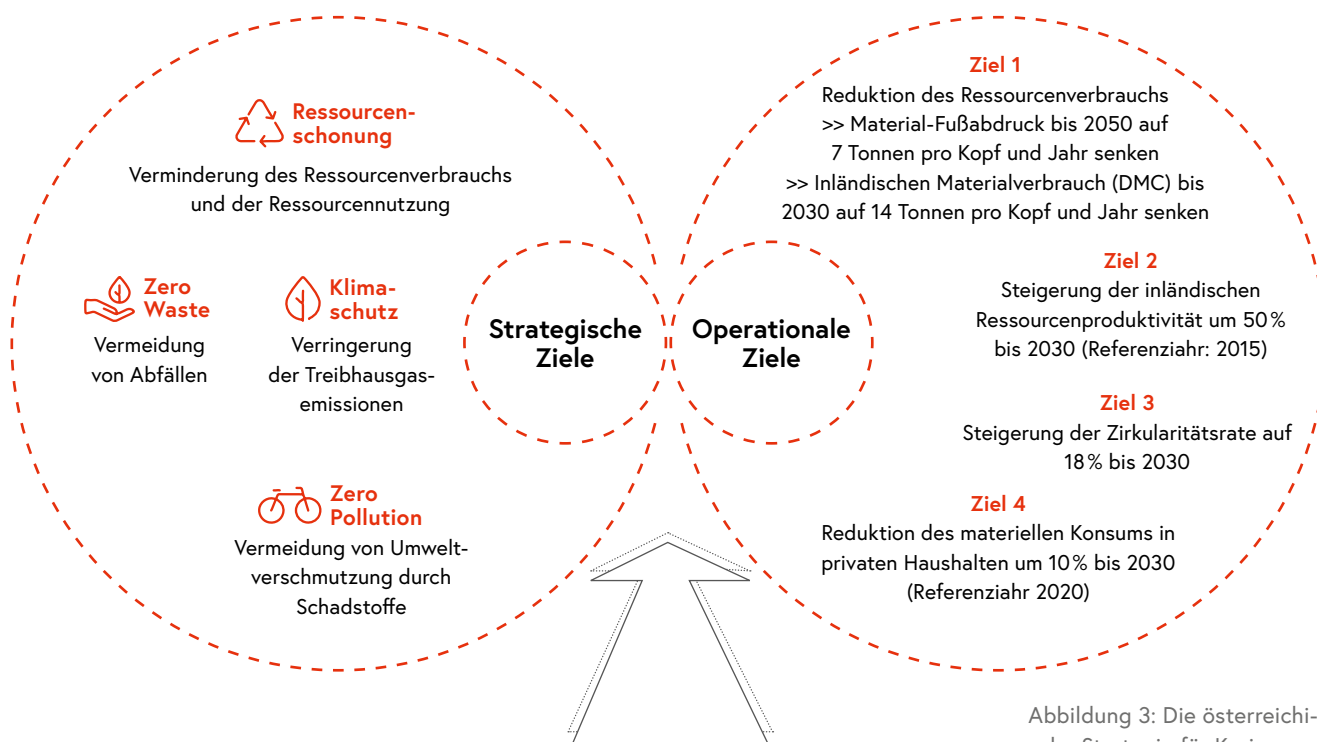 Ressourcen-
schonung
Verminderung des Ressourcenverbrauchs
und der Ressourcennutzung
Zero
Waste
Vermeidung
von Abfällen
Klima-
schutz
Verringerung
der Treibhausgas-
emissionen
Zero
Pollution
Vermeidung von Umwelt-
verschmutzung durch
Schadstoffe
Strategische
Ziele
Operationale
Ziele
Ziel 1
Reduktion des Ressourcenverbrauchs
>> Material-Fußabdruck bis 2050 auf
7 Tonnen pro Kopf und Jahr senken
>> Inländischen Materialverbrauch (DMC) bis
2030 auf 14 Tonnen pro Kopf und Jahr senken
Ziel 2
Steigerung der inländischen
Ressourcenproduktivität um 50 %
bis 2030 (Referenzjahr: 2015)
Ziel 3
Steigerung der Zirkularitätsrate auf
18 % bis 2030
Ziel 4
Reduktion des materiellen Konsums in
privaten Haushalten um 10 % bis 2030
(Referenzjahr 2020)
Abbildung 3: Die österreichi-